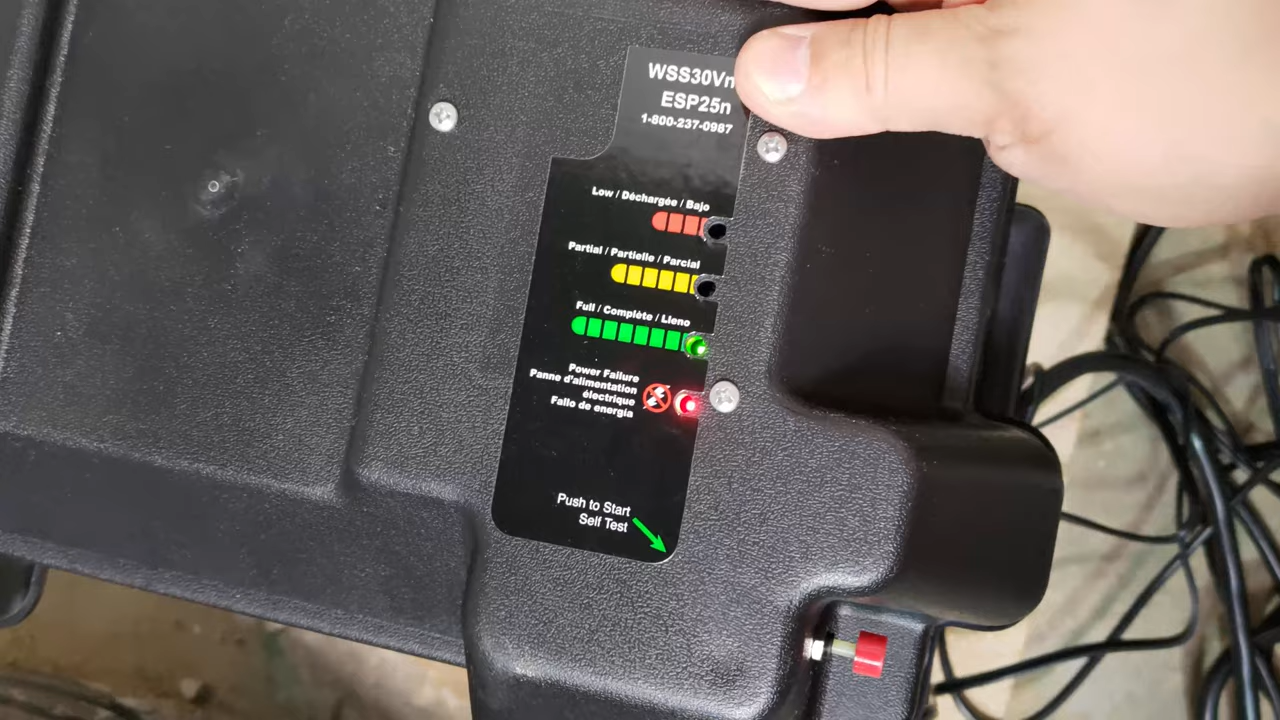 WSS30Vn
ESP25n
1-800-237-0987
Low / Déchargée / Bajo
Partial / Partielle / Parcial
Full / Complète / Lleno
Power Failure
Panne d'alimentation
électrique
Fallo de energía
Push to Start
Self Test